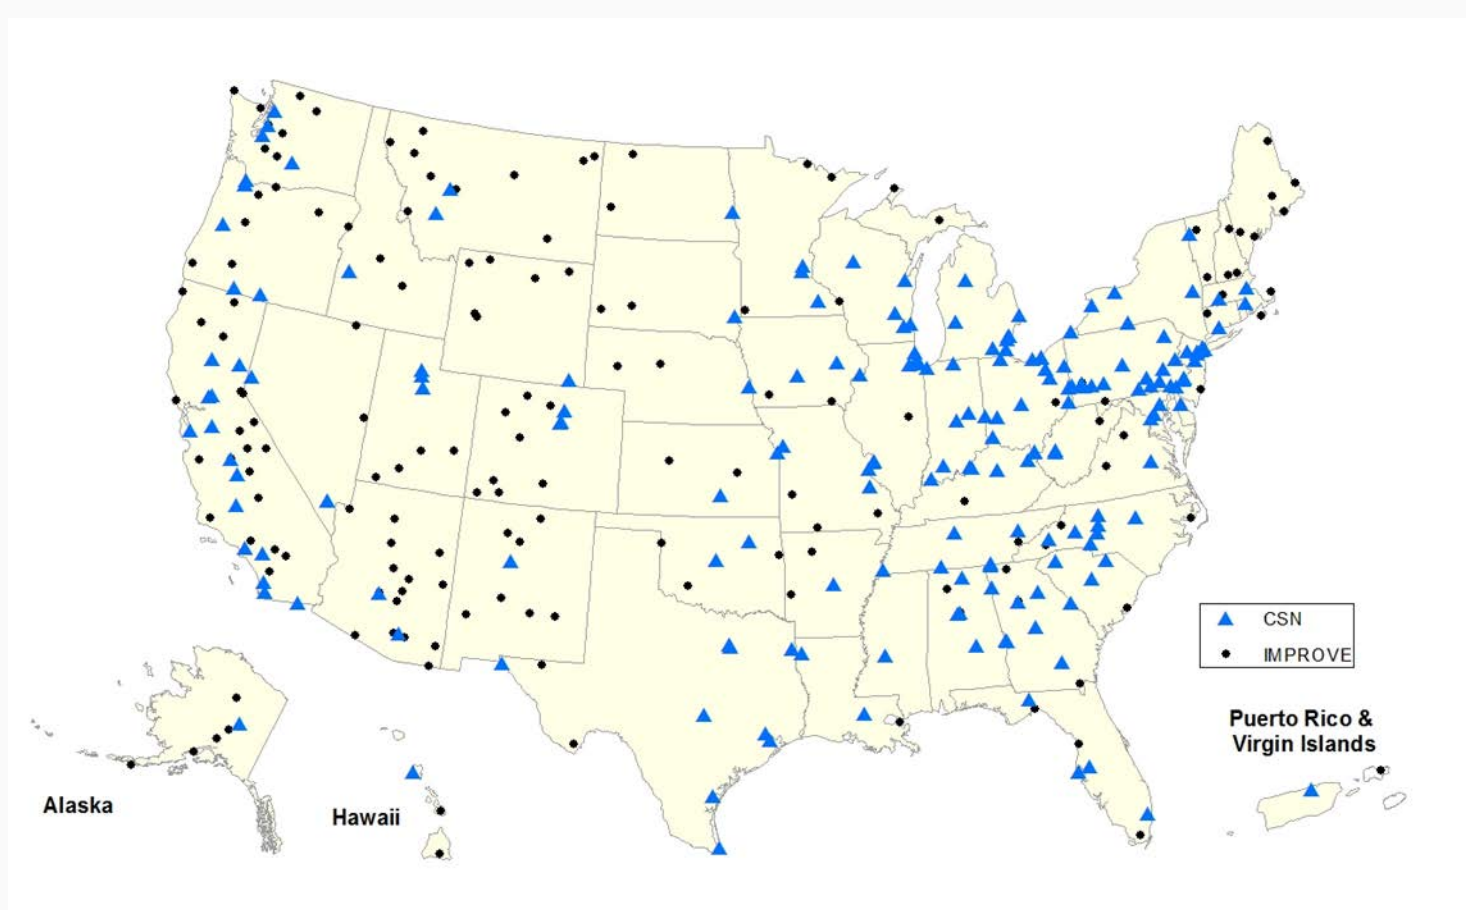 CSN
IMPROVE
Puerto Rico &
Virgin Islands
Alaska
Hawaii